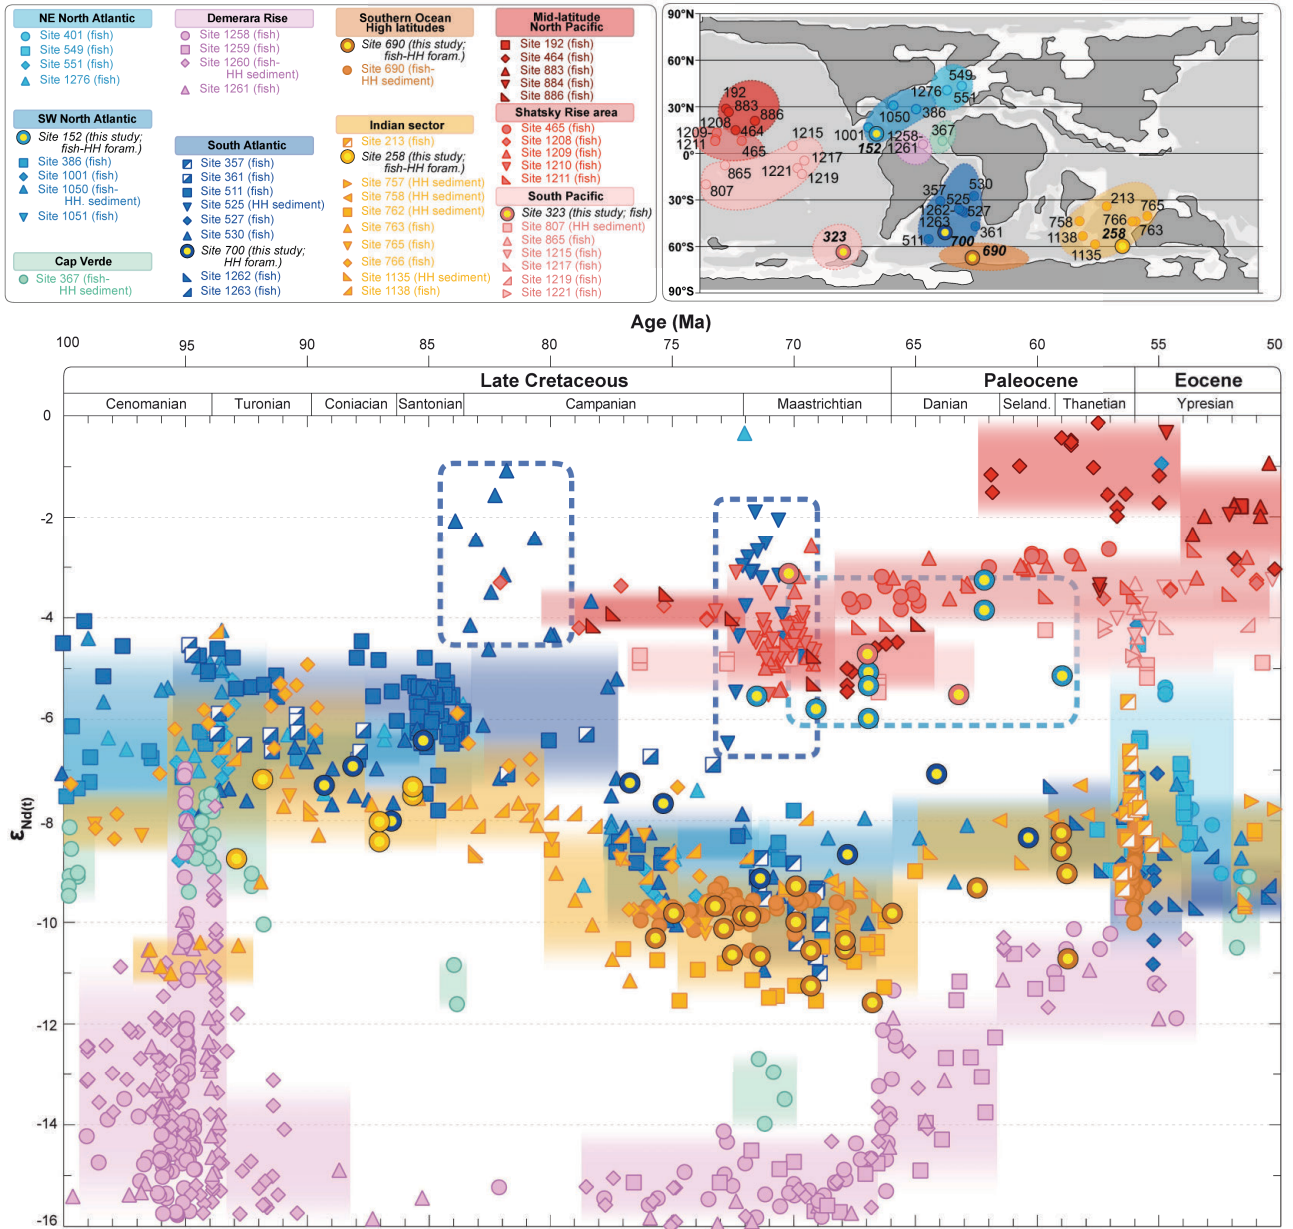 NE North Atlantic
Site 401 (fish)
Site 549 (fish)
Site 551 (fish)
Site 1276 (fish)
SW North Atlantic
Site 152 (this study;
fish-HH foram.)
Site 386 (fish)
Site 1001 (fish)
Site 1050 (fish-
HH. sediment)
Site 1051 (fish)
Cap Verde
Site 367 (fish-
HH sediment)
Demerara Rise
Site 1258 (fish)
Site 1259 (fish)
Site 1260 (fish-
HH sediment)
Site 1261 (fish)
South Atlantic
Site 357 (fish)
Site 361 (fish)
Site 511 (fish)
Site 525 (HH sediment)
Site 527 (fish)
Site 530 (fish)
Site 700 (this study;
HH foram.)
Site 1262 (fish)
Site 1263 (fish)
Southern Ocean
High latitudes
Site 690 (this study;
fish-HH foram.)
Site 690 (fish-
HH sediment)
Indian sector
Site 213 (fish)
Site 258 (this study;
fish-HH foram.)
Site 757 (HH sediment)
Site 758 (HH sediment)
Site 762 (HH sediment)
Site 763 (fish)
Site 765 (fish)
Site 766 (fish)
Site 1135 (HH sediment)
Site 1138 (fish)
Mid-latitude
North Pacific
Site 192 (fish)
Site 464 (fish)
Site 883 (fish)
Site 884 (fish)
Site 886 (fish)
Shatsky Rise area
Site 465 (fish)
Site 1208 (fish)
Site 1209 (fish)
Site 1210 (fish)
Site 1211 (fish)
South Pacific
Site 323 (this study; fish)
Site 807 (HH sediment)
Site 865 (fish)
Site 1215 (fish)
Site 1217 (fish)
Site 1219 (fish)
Site 1221 (fish)
90°N
60°N
30°N
0°
30°S
60°S
90°S
192
883
886
1208
1209-
1211
464
465
1215
1217
1221
1219
865
807
323
549
1276
551
1050
386
1001
152
1258-
1261
367
357
530
525
1262
1263
527
361
511
700
690
213
765
758
766
763
258
1138
1135
Age (Ma)
100 95 90 85 80 75 70 65 60 55 50
Late Cretaceous Paleocene Eocene
Cenomanian Turonian Coniacian Santonian Campanian Maastrichtian Danian Seland. Thanetian Ypresian
0
-2
-4
-6
-8
-10
-12
-14
-16
εNd(t)